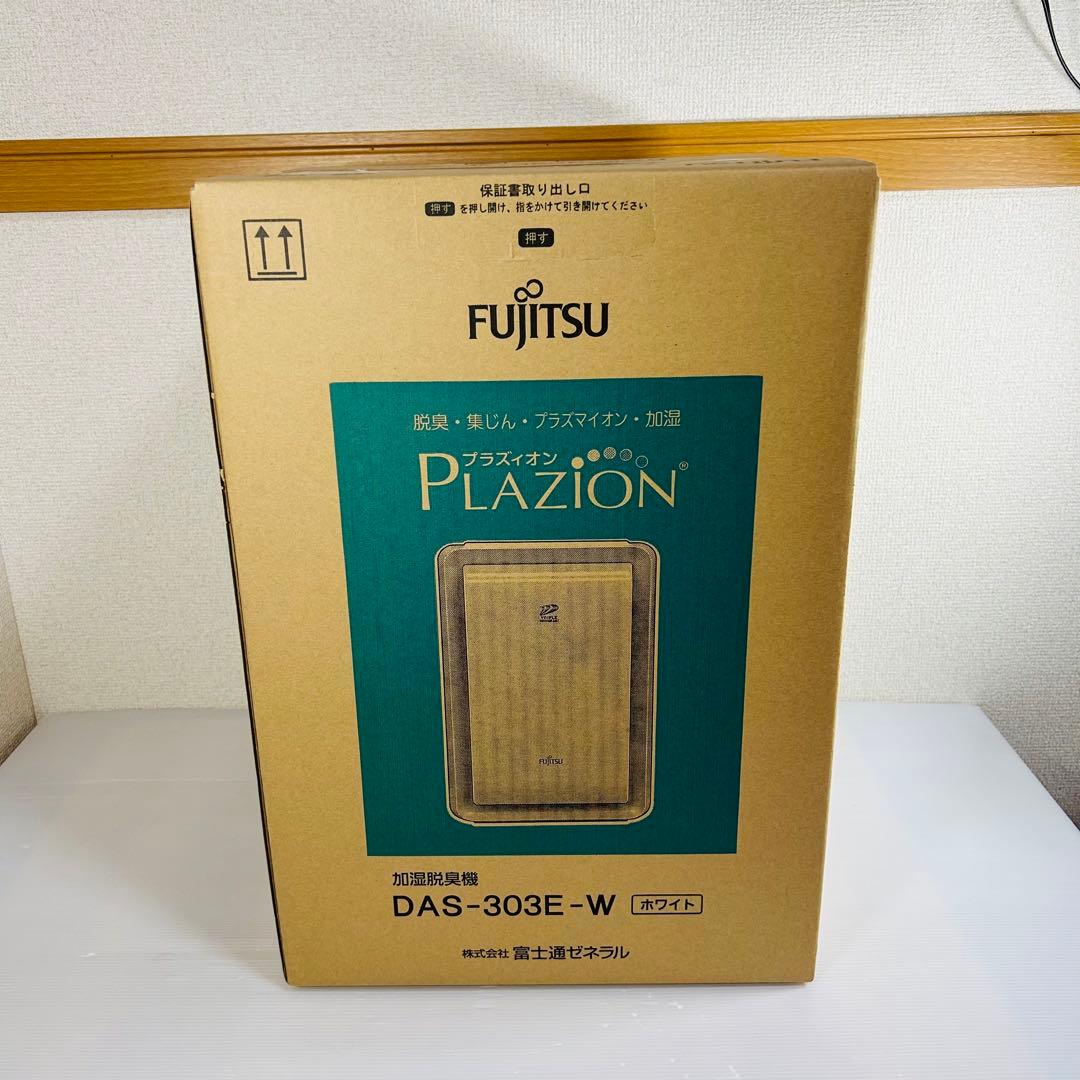 保証書取り出し口
押す を押し開け、指をかけて引き開けてください
押す
FUJITSU
脱臭・集じん・プラズマイオン・加湿
プラズィオン
PLAZION®
FUJITSU
加湿脱臭機
DAS-303E-W ホワイト
株式会社 富士通ゼネラル